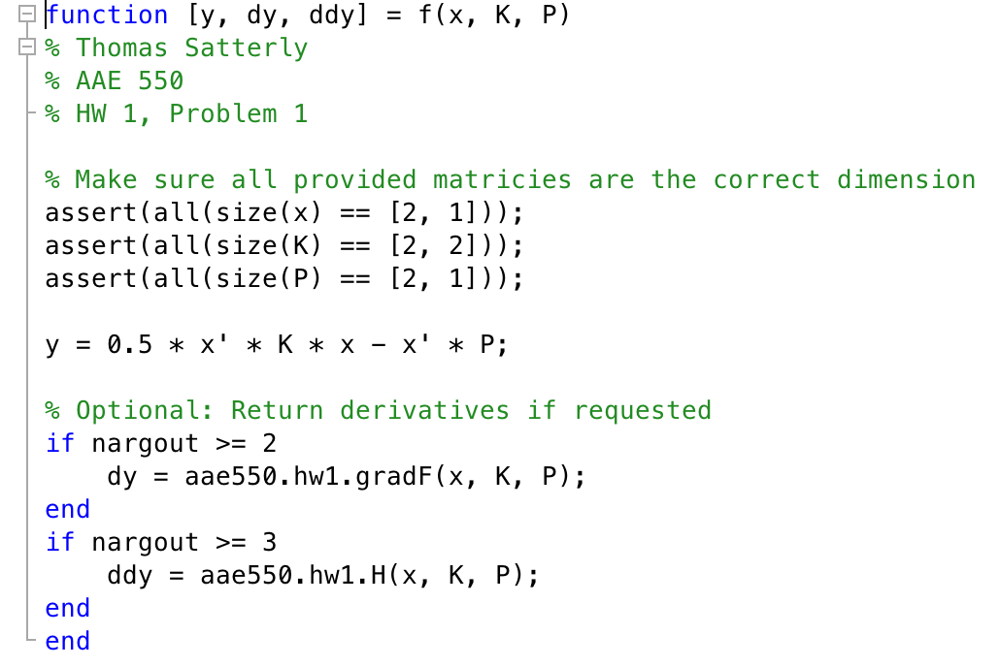 function [y, dy, ddy] = f(x, K, P)
% Thomas Satterly
% AAE 550
% HW 1, Problem 1
% Make sure all provided matricies are the correct dimension
assert(all(size(x) == [2, 1]));
assert(all(size(K) == [2, 2]));
assert(all(size(P) == [2, 1]));
y = 0.5 * x' * K * x - x' * P;
% Optional: Return derivatives if requested
if nargout >= 2
    dy = aae550.hw1.gradF(x, K, P);
end
if nargout >= 3
    ddy = aae550.hw1.H(x, K, P);
end
end